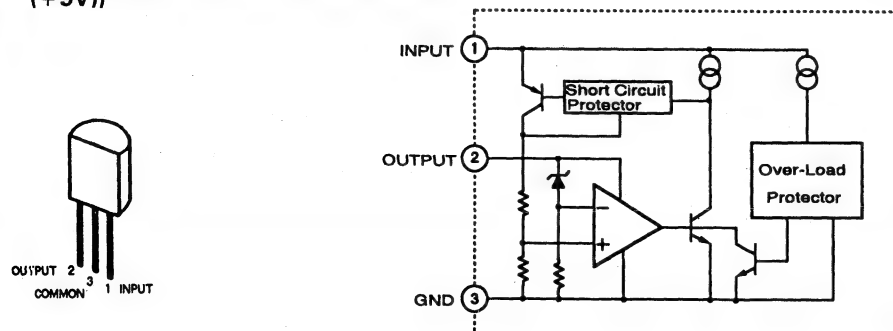 (+5V))
INPUT 1
Short Circuit
Protector
OUTPUT 2
Over-Load
Protector
−
+
GND 3
OUTPUT 2
3
COMMON
1 INPUT